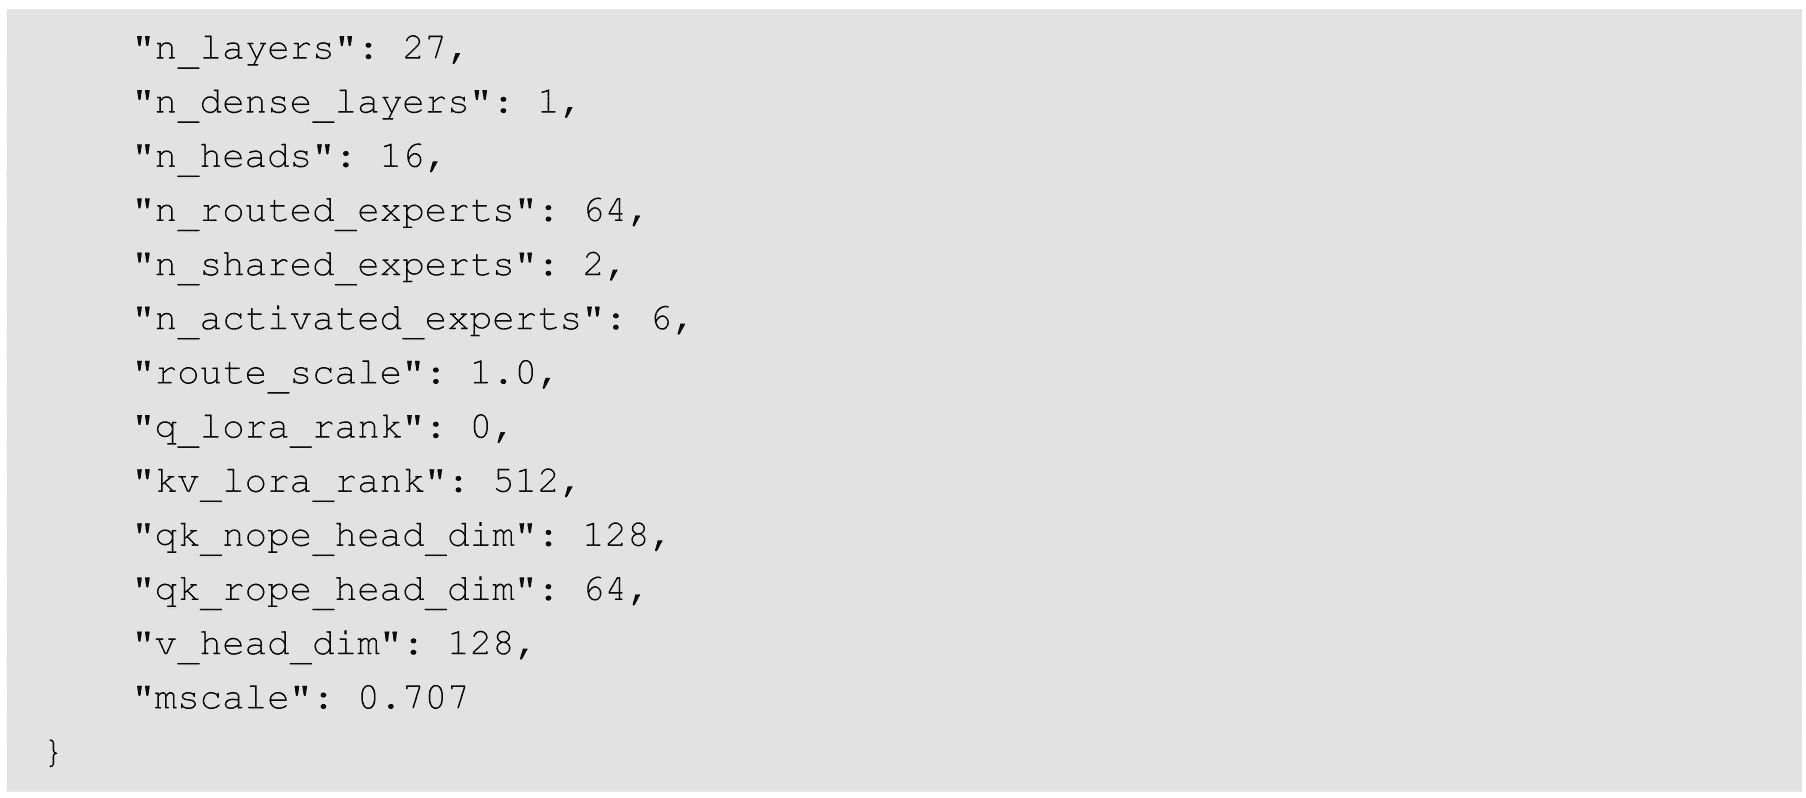 "n_layers": 27,
"n_dense_layers": 1,
"n_heads": 16,
"n_routed_experts": 64,
"n_shared_experts": 2,
"n_activated_experts": 6,
"route_scale": 1.0,
"q_lora_rank": 0,
"kv_lora_rank": 512,
"qk_nope_head_dim": 128,
"qk_rope_head_dim": 64,
"v_head_dim": 128,
"mscale": 0.707
}